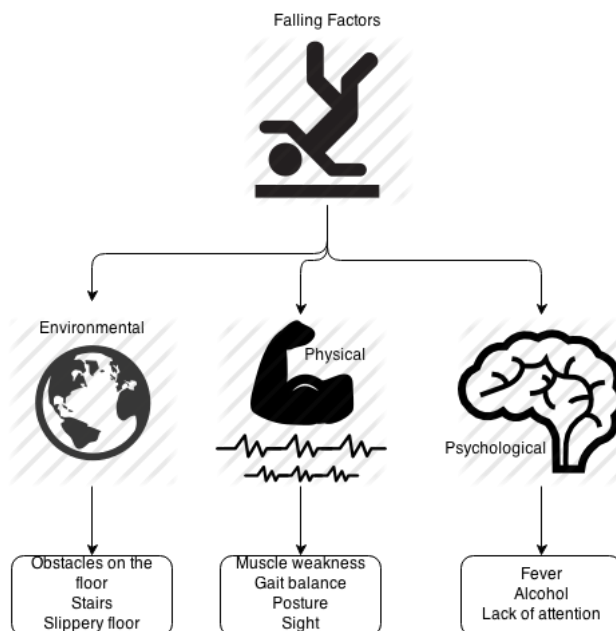 Falling Factors
Environmental
Physical
Psychological
Obstacles on the
floor
Stairs
Slippery floor
Muscle weakness
Gait balance
Posture
Sight
Fever
Alcohol
Lack of attention